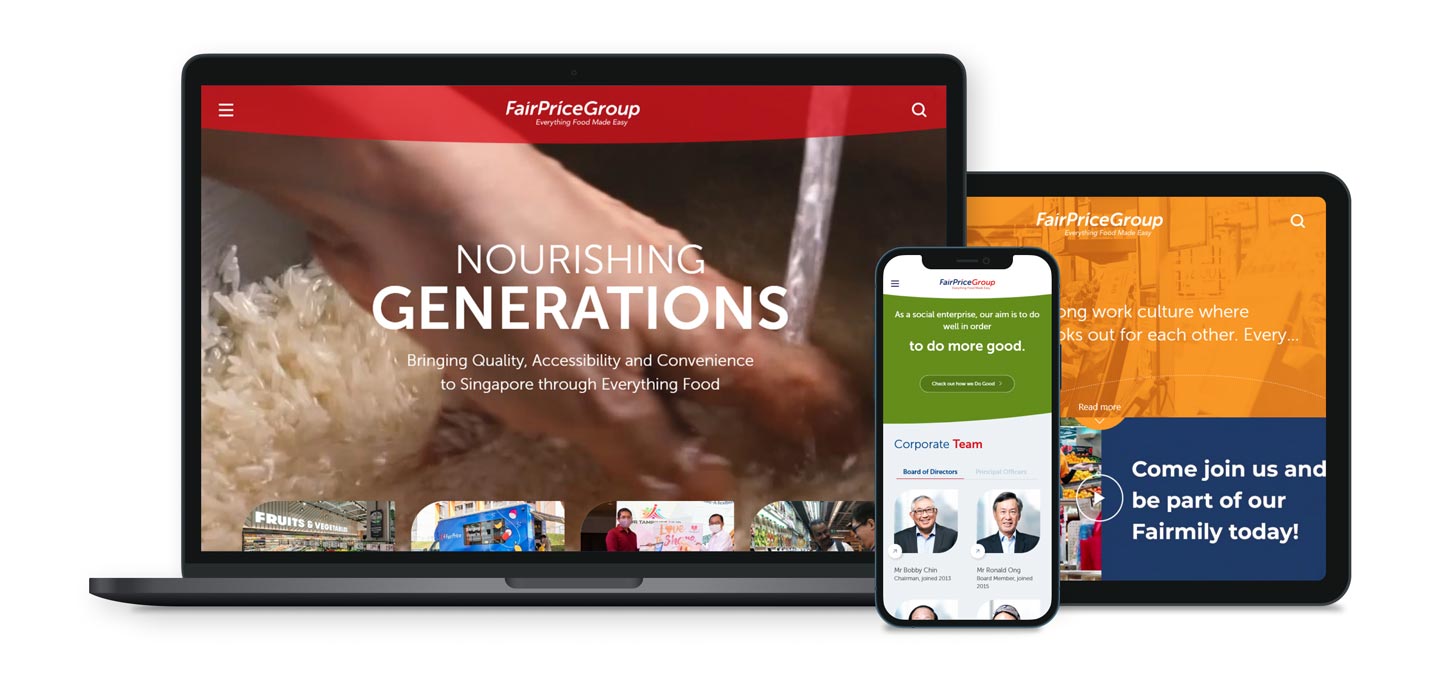 FairPriceGroup
Everything Food Made Easy
NOURISHING
GENERATIONS
Bringing Quality, Accessibility and Convenience
to Singapore through Everything Food
FRUITS & VEGETABLES
FairPrice
Love
Share
FairPriceGroup
Everything Food Made Easy
As a social enterprise, our aim is to do
well in order
to do more good.
Check our how we Do Good
Corporate Team
Board of Directors
Principal Officers
Mr Bobby Chin
Chairman, joined 2013
Mr Ronald Ong
Board Member, joined
2015
FairPriceGroup
Everything Food Made Easy
work culture where
out for each other. Every...
Read more
Come join us and
be part of our
Fairmily today!